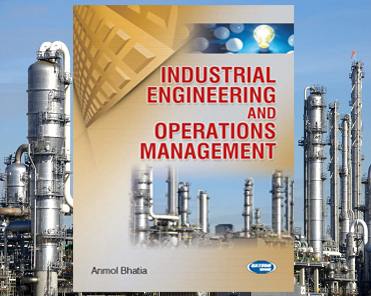 INDUSTRIAL
ENGINEERING
AND
OPERATIONS
MANAGEMENT
Anmol Bhatia